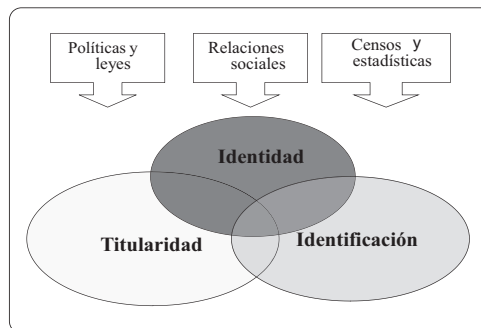 Políticas y
leyes
Relaciones
sociales
Censos y
estadísticas
Identidad
Titularidad
Identificación